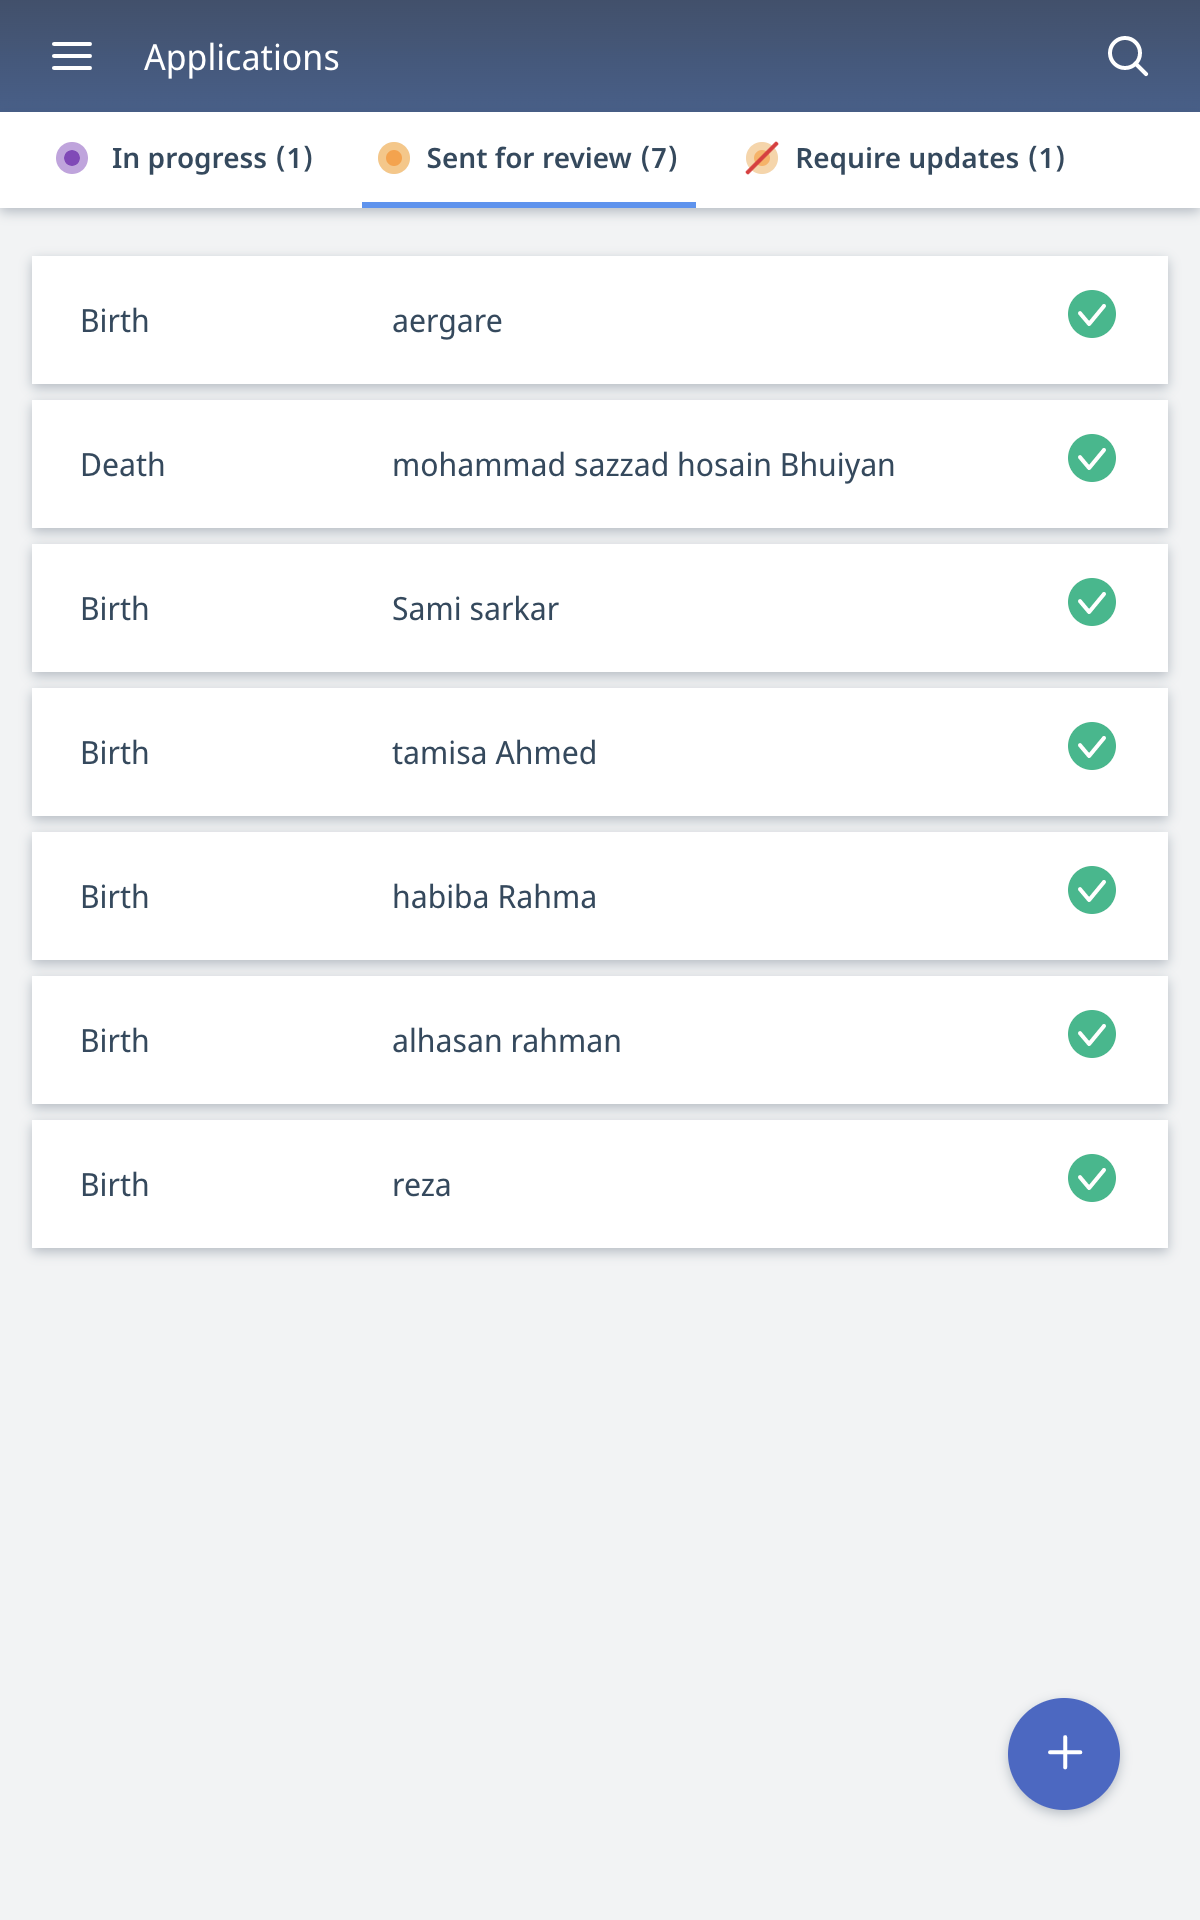 Applications
In progress (1) Sent for review (7) Require updates (1)
Birth aergare
Death mohammad sazzad hosain Bhuiyan
Birth Sami sarkar
Birth tamisa Ahmed
Birth habiba Rahma
Birth alhasan rahman
Birth reza